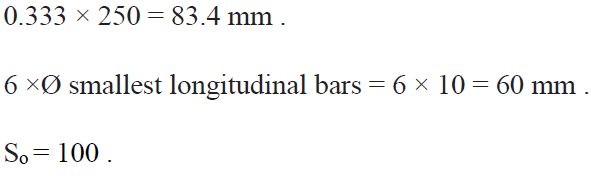 0.333 × 250 = 83.4 mm .
6 ×Ø smallest longitudinal bars = 6 × 10 = 60 mm .
Sₒ = 100 .